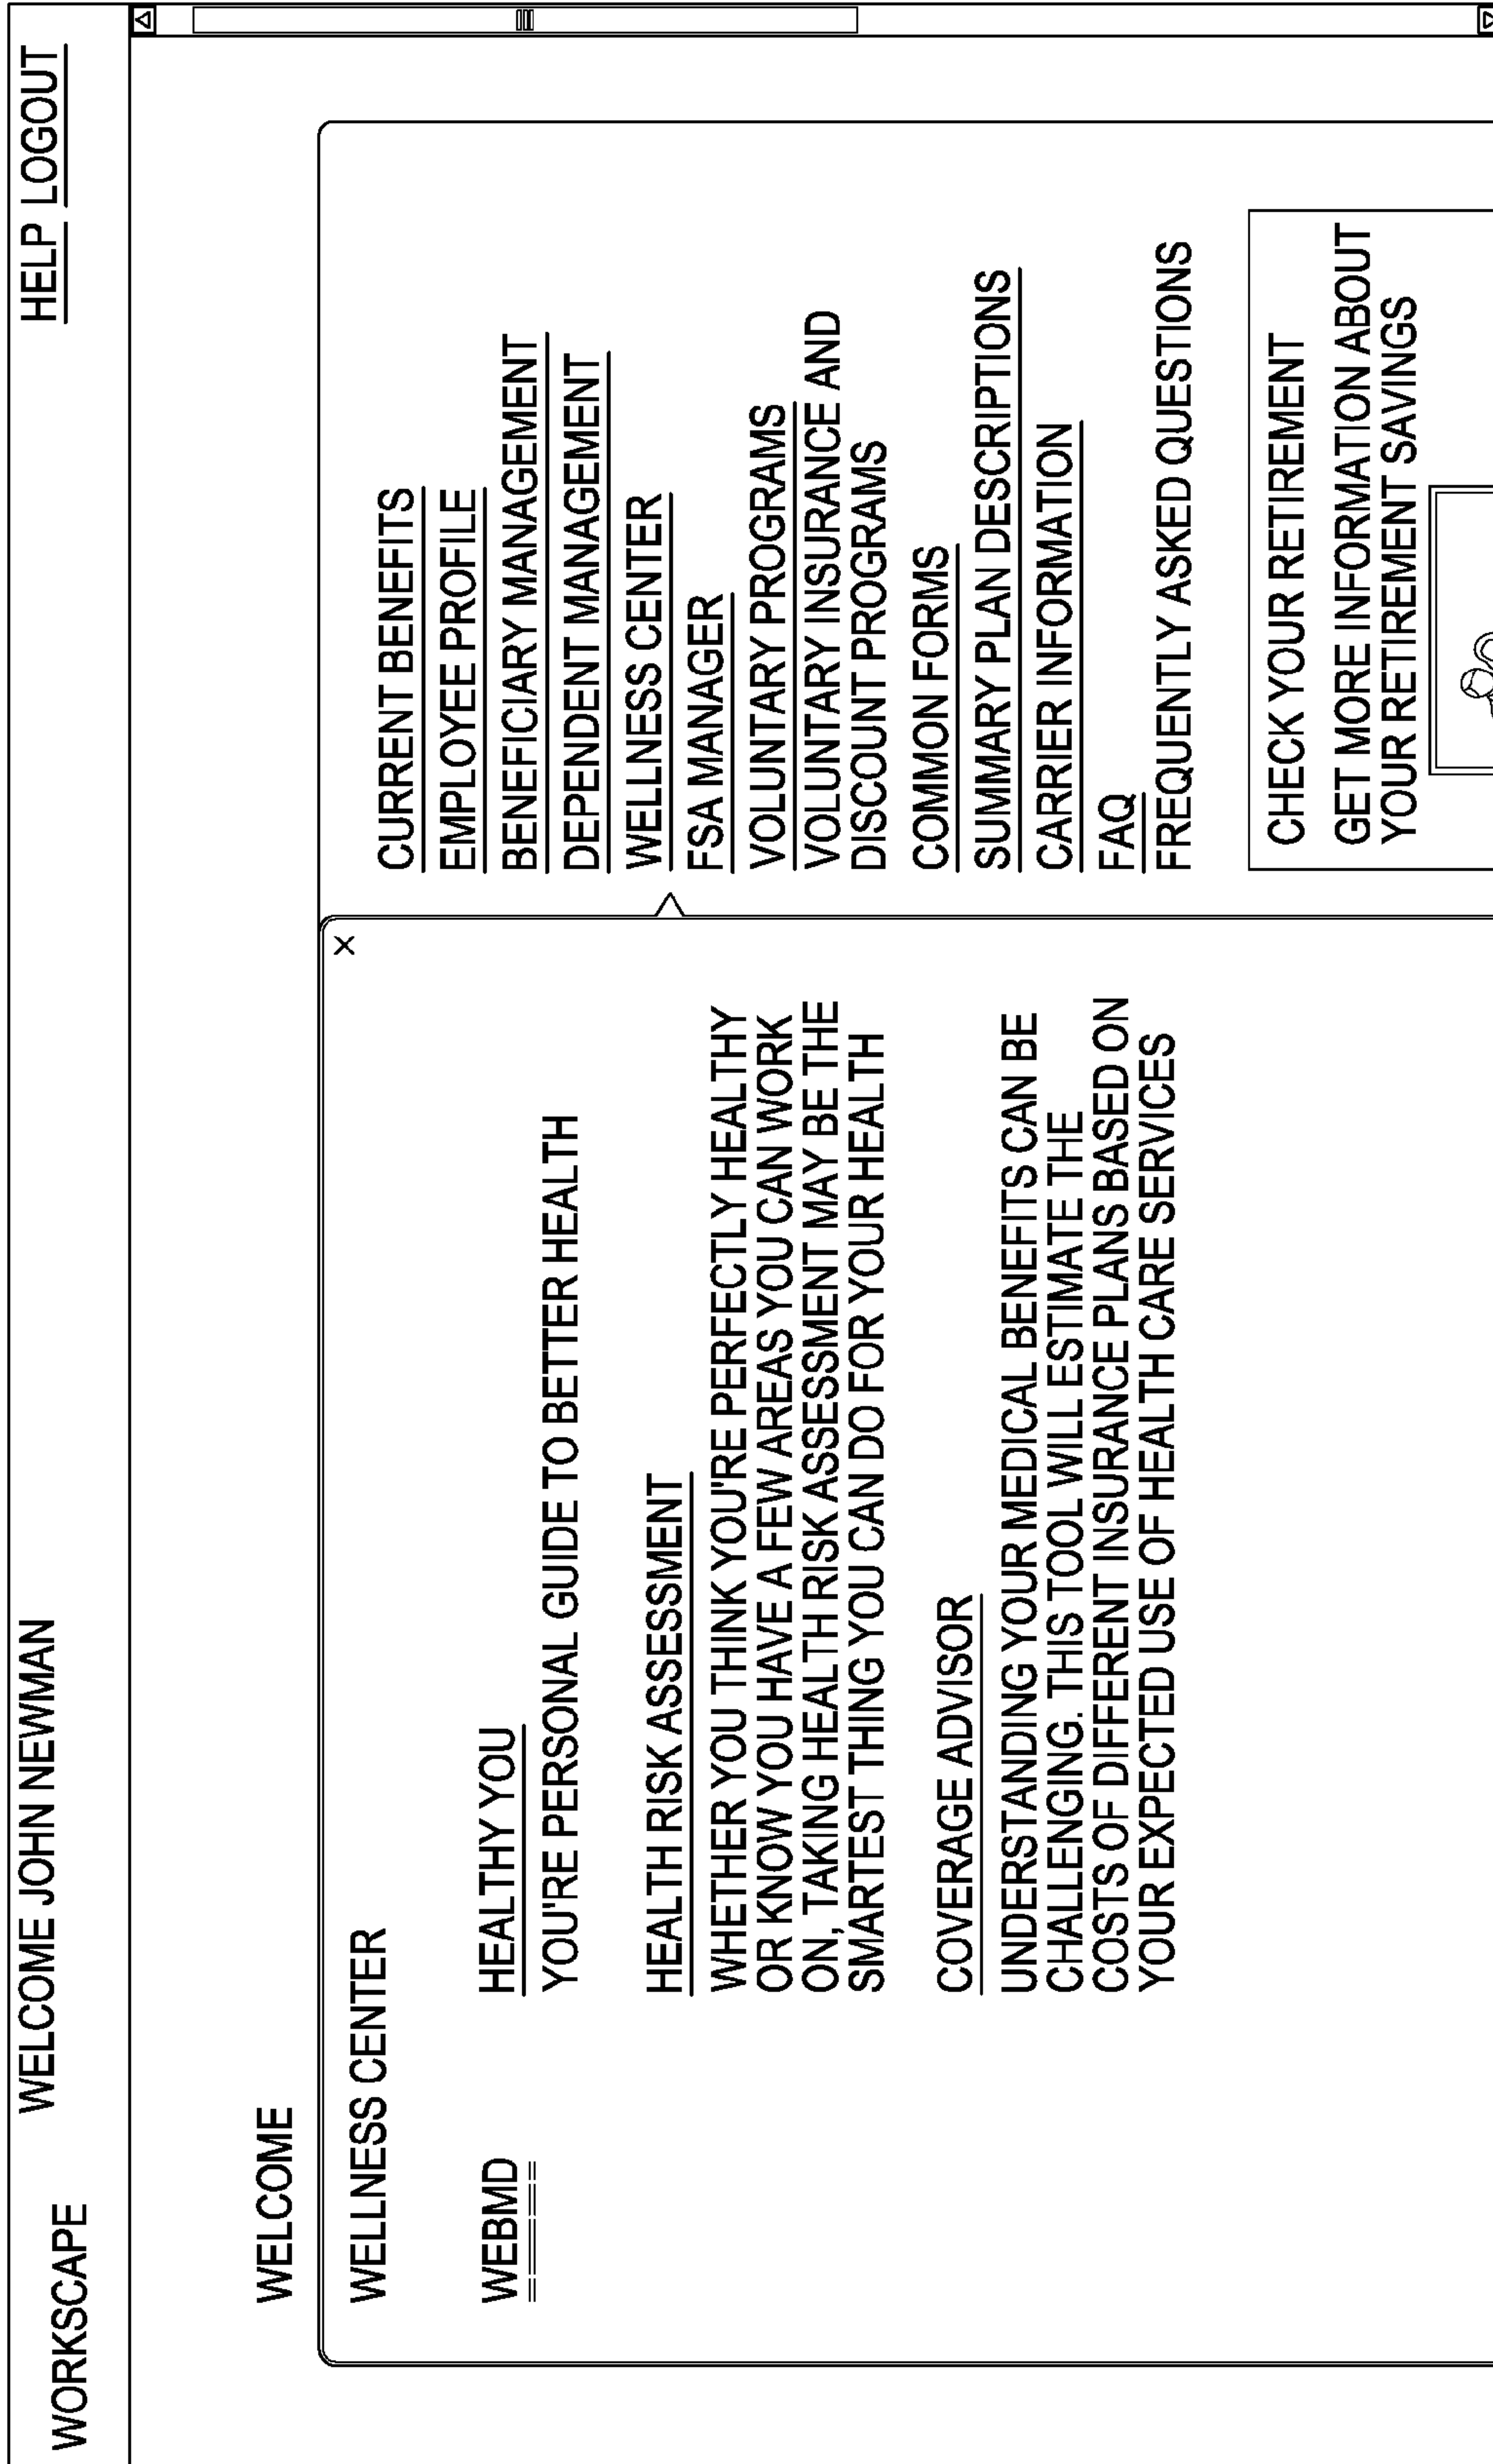 WORKSCAPE
WELCOME JOHN NEWMAN
HELP LOGOUT
WELCOME
WELLNESS CENTER
X
WEBMD
HEALTHY YOU
YOU'RE PERSONAL GUIDE TO BETTER HEALTH
HEALTH RISK ASSESSMENT
WHETHER YOU THINK YOU'RE PERFECTLY HEALTHY
OR KNOW YOU HAVE A FEW AREAS YOU CAN WORK
ON, TAKING HEALTH RISK ASSESSMENT MAY BE THE
SMARTEST THING YOU CAN DO FOR YOUR HEALTH
COVERAGE ADVISOR
UNDERSTANDING YOUR MEDICAL BENEFITS CAN BE
CHALLENGING. THIS TOOL WILL ESTIMATE THE
COSTS OF DIFFERENT INSURANCE PLANS BASED ON
YOUR EXPECTED USE OF HEALTH CARE SERVICES
CURRENT BENEFITS
EMPLOYEE PROFILE
BENEFICIARY MANAGEMENT
DEPENDENT MANAGEMENT
WELLNESS CENTER
FSA MANAGER
VOLUNTARY PROGRAMS
VOLUNTARY INSURANCE AND
DISCOUNT PROGRAMS
COMMON FORMS
SUMMARY PLAN DESCRIPTIONS
CARRIER INFORMATION
FAQ
FREQUENTLY ASKED QUESTIONS
CHECK YOUR RETIREMENT
GET MORE INFORMATION ABOUT
YOUR RETIREMENT SAVINGS